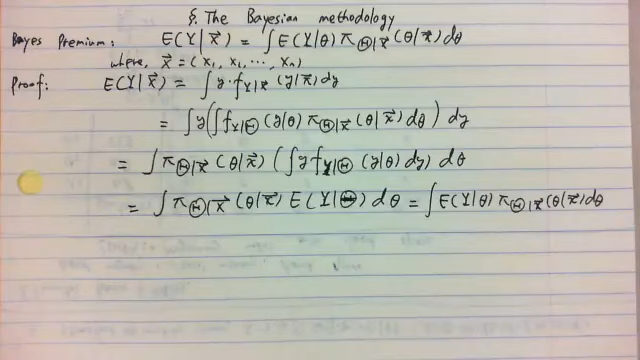 §. The Bayesian methodology
Bayes Premium: E(Y|x⃗) = ∫ E(Y|θ) π_{Θ|x⃗} (θ|x⃗) dθ
where, x⃗ = (x₁, x₁, ..., xₙ)
Proof: E(Y|x⃗) = ∫ y·f_{Y|x⃗} (y|x⃗) dy
= ∫ y (∫ f_{Y|Θ} (y|θ) π_{Θ|x⃗} (θ|x⃗) dθ) dy
= ∫ π_{Θ|x⃗} (θ|x⃗) (∫ y f_{Y|Θ} (y|θ) dy) dθ
= ∫ π_{Θ|x⃗} (θ|x⃗) E(Y|Θ) dθ = ∫ E(Y|θ) π_{Θ|x⃗} (θ|x⃗) dθ